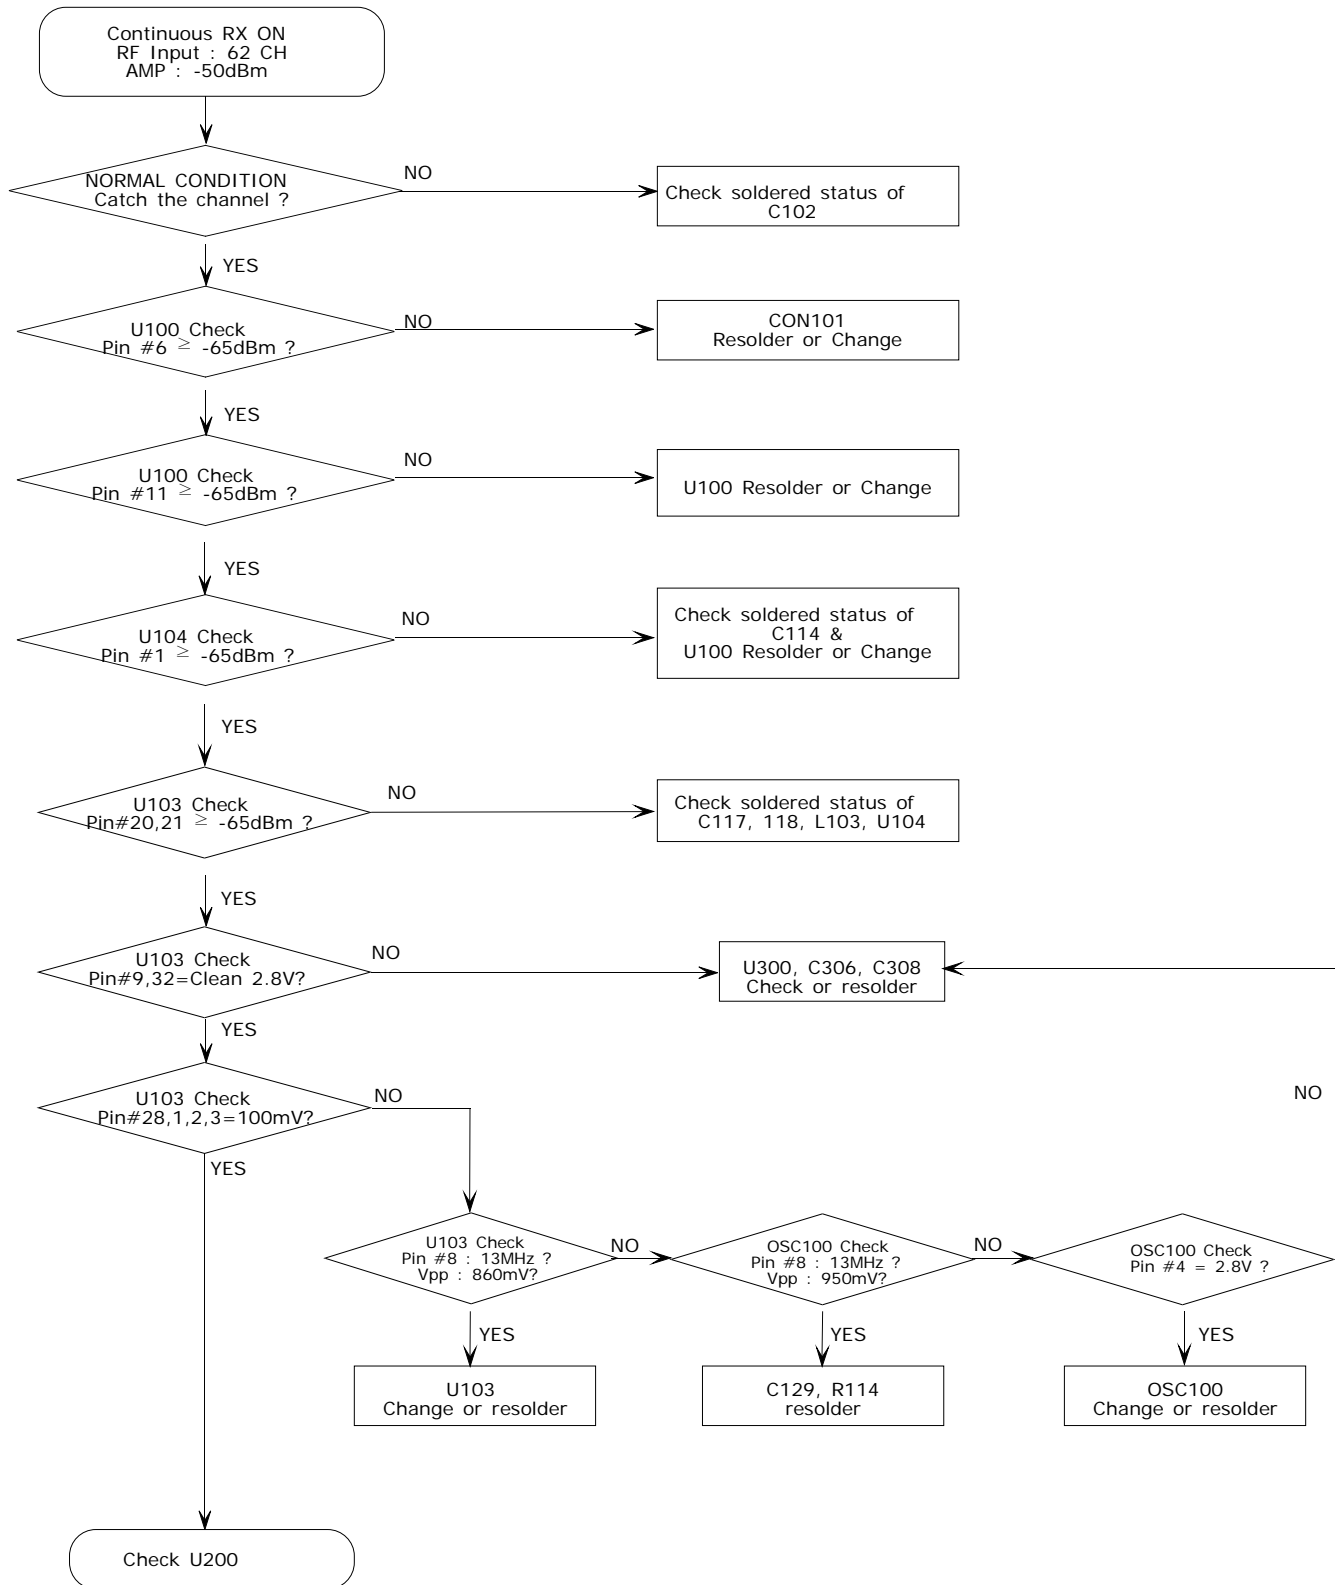 Continuous RX ON
RF Input : 62 CH
AMP : -50dBm
NORMAL CONDITION
Catch the channel ?
NO
Check soldered status of
C102
YES
U100 Check
Pin #6 ≥ -65dBm ?
NO
CON101
Resolder or Change
YES
U100 Check
Pin #11 ≥ -65dBm ?
NO
U100 Resolder or Change
YES
U104 Check
Pin #1 ≥ -65dBm ?
NO
Check soldered status of
C114 &
U100 Resolder or Change
YES
U103 Check
Pin#20,21 ≥ -65dBm ?
NO
Check soldered status of
C117, 118, L103, U104
YES
U103 Check
Pin#9,32=Clean 2.8V?
NO
U300, C306, C308
Check or resolder
YES
U103 Check
Pin#28,1,2,3=100mV?
NO
NO
YES
U103 Check
Pin #8 : 13MHz ?
Vpp : 860mV?
NO
OSC100 Check
Pin #8 : 13MHz ?
Vpp : 950mV?
NO
OSC100 Check
Pin #4 = 2.8V ?
YES
YES
YES
U103
Change or resolder
C129, R114
resolder
OSC100
Change or resolder
Check U200